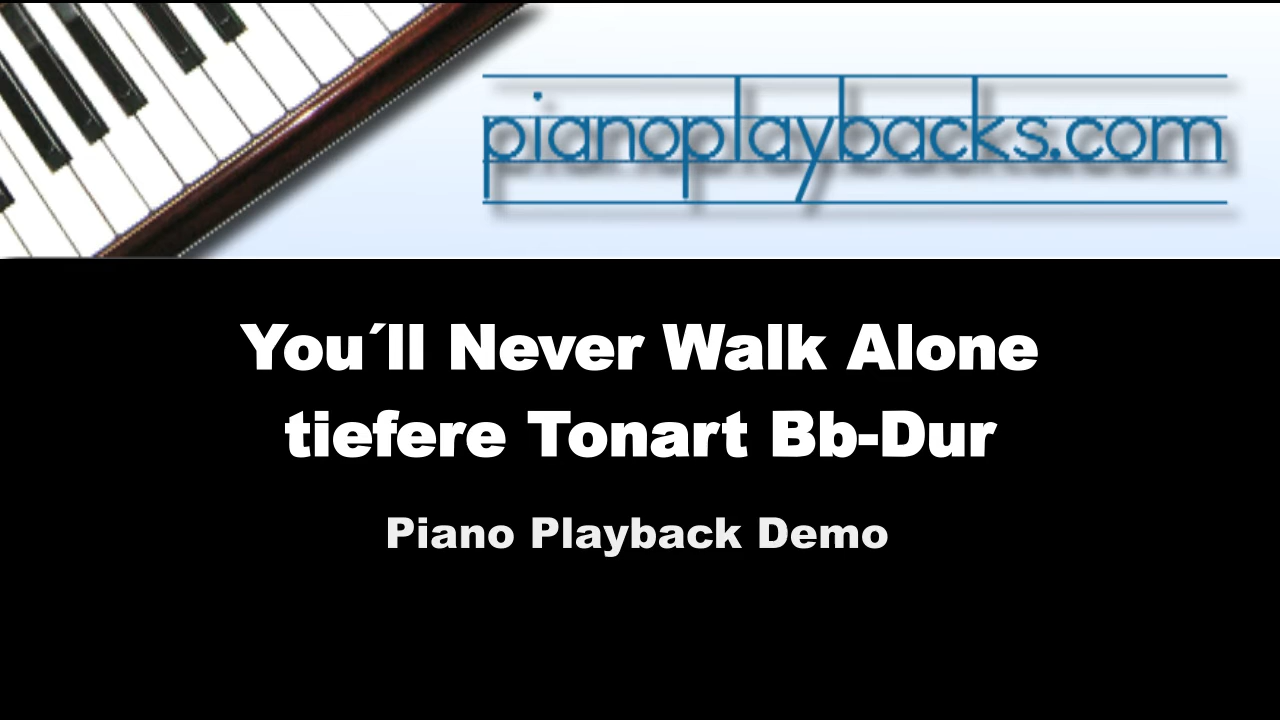 pianoplaybacks.com
You´ll Never Walk Alone
tiefere Tonart Bb-Dur
Piano Playback Demo